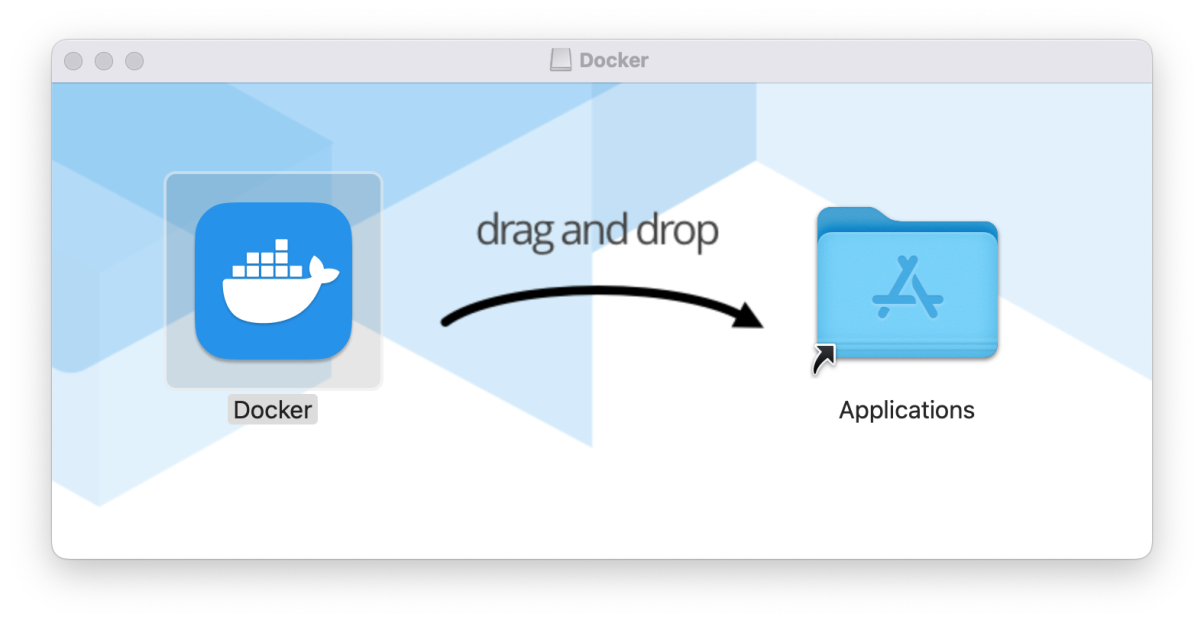 Docker
drag and drop
Docker
Applications